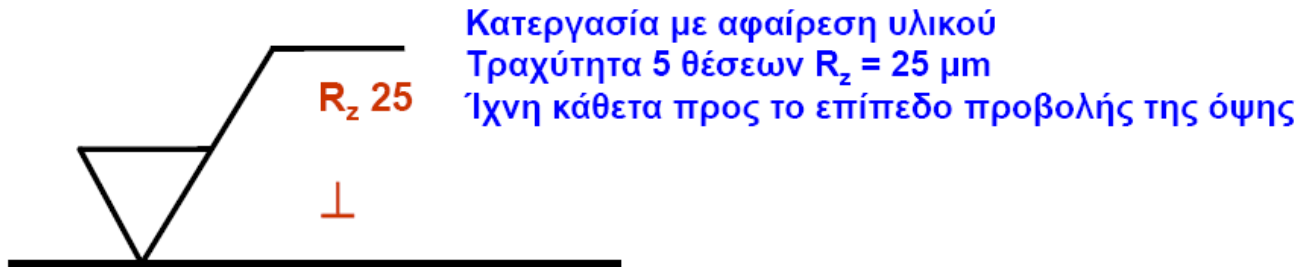 Κατεργασία με αφαίρεση υλικού
Τραχύτητα 5 θέσεων Rz = 25 μm
Ίχνη κάθετα προς το επίπεδο προβολής της όψης
Rz 25
⊥